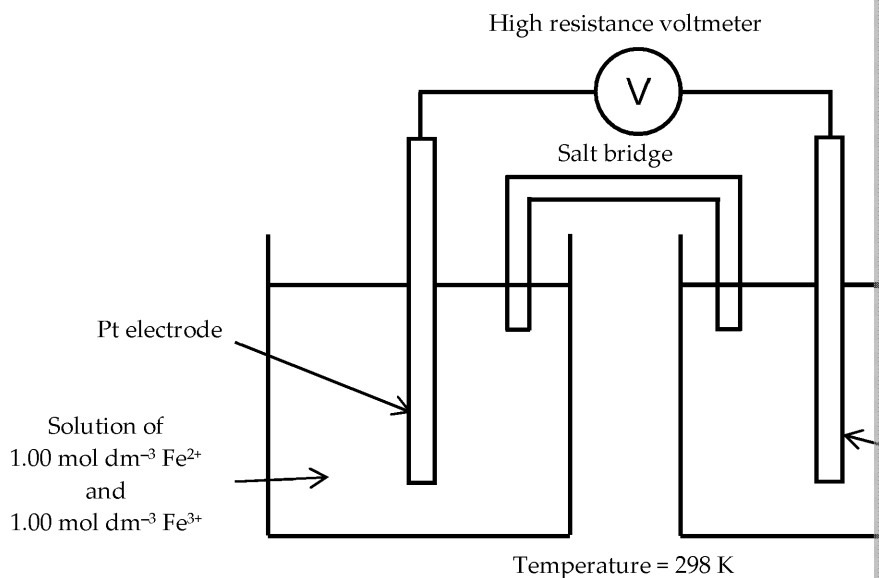 High resistance voltmeter
V
Salt bridge
Pt electrode
Solution of
1.00 mol dm⁻³ Fe²⁺
and
1.00 mol dm⁻³ Fe³⁺
Temperature = 298 K